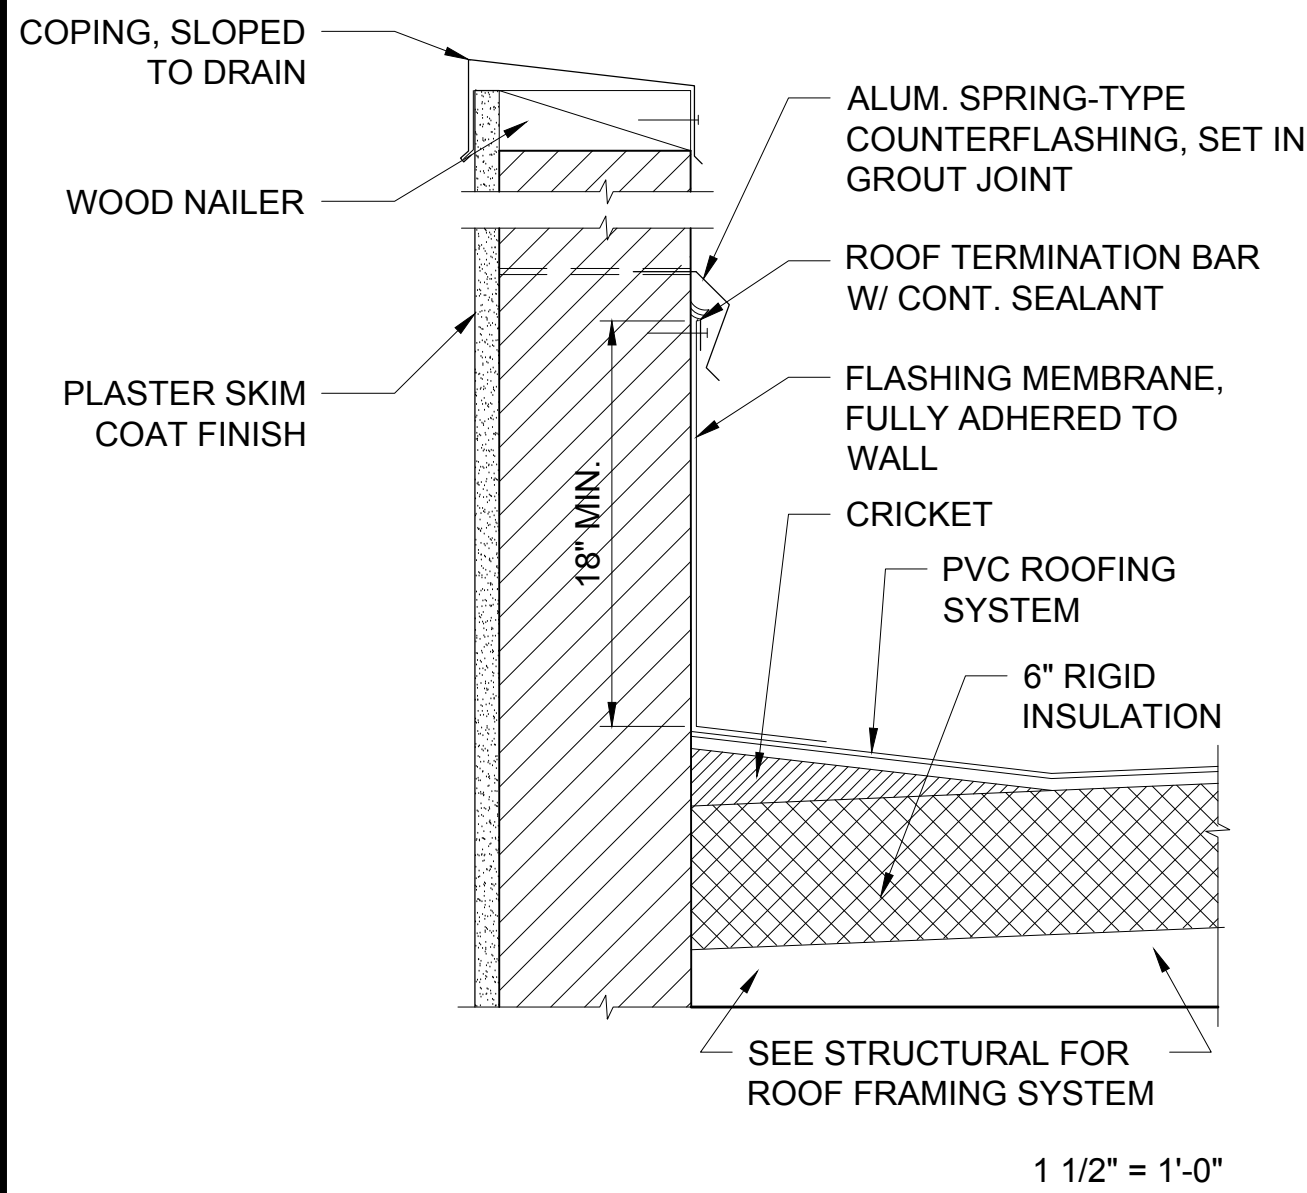 COPING, SLOPED
TO DRAIN
WOOD NAILER
PLASTER SKIM
COAT FINISH
ALUM. SPRING-TYPE
COUNTERFLASHING, SET IN
GROUT JOINT
ROOF TERMINATION BAR
W/ CONT. SEALANT
FLASHING MEMBRANE,
FULLY ADHERED TO
WALL
18" MIN.
CRICKET
PVC ROOFING
SYSTEM
6" RIGID
INSULATION
SEE STRUCTURAL FOR
ROOF FRAMING SYSTEM
1 1/2" = 1'-0"